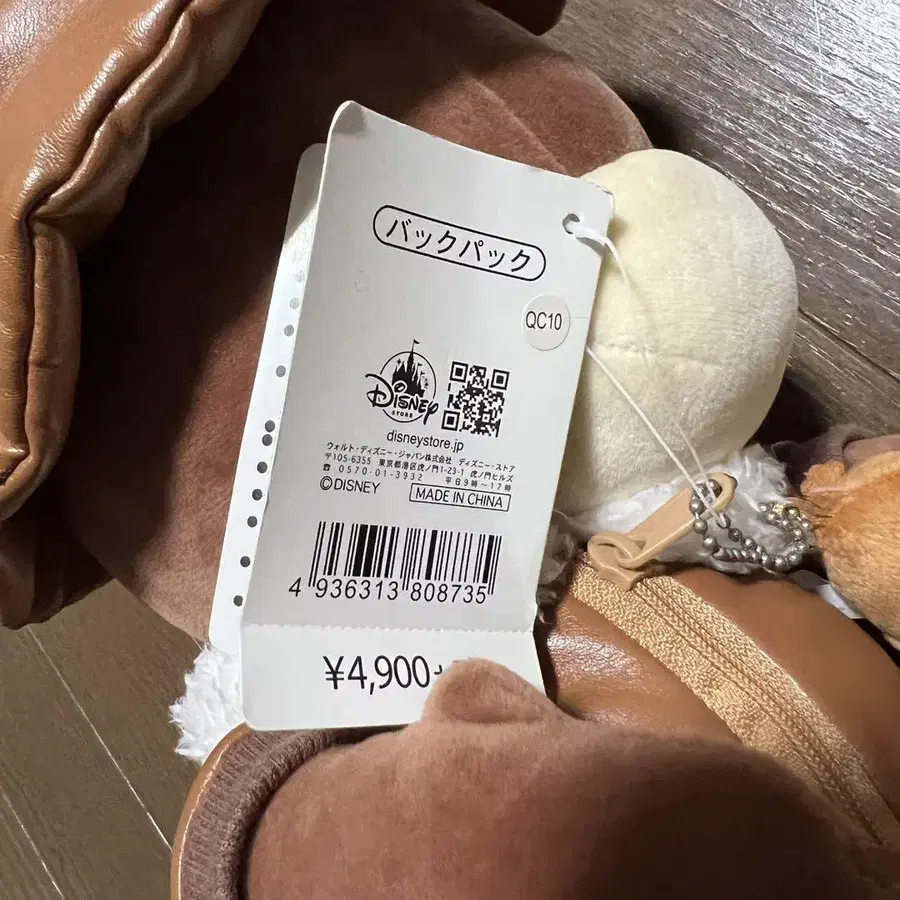 バックパック
QC10
Disney
STORE
disneystore.jp
ウォルト・ディズニー・ジャパン株式会社 ディズニー・ストア
〒105-6355 東京都港区虎ノ門1-23-1 虎ノ門ヒルズ
☎ 0570-01-3932 平日9時~17時
©DISNEY
MADE IN CHINA
4 936313 808735
¥4,900+